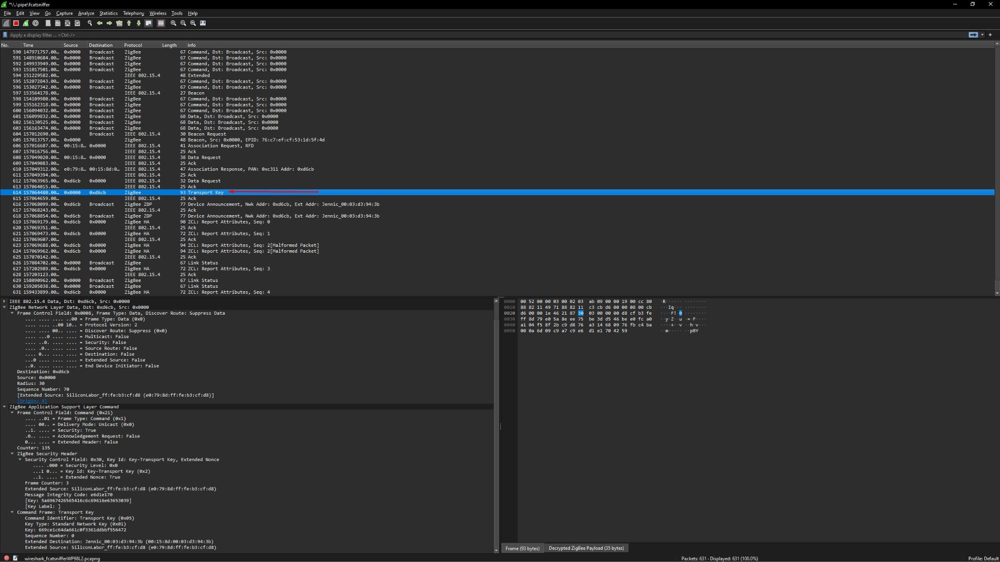 *\\.\pipe\fcatsniffer
File Edit View Go Capture Analyze Statistics Telephony Wireless Tools Help
Apply a display filter ... <Ctrl-/>
No. Time Source Destination Protocol Length Info
590 147971757.00… 0x0000 Broadcast ZigBee 67 Command, Dst: Broadcast, Src: 0x0000
591 148910684.00… 0x0000 Broadcast ZigBee 67 Command, Dst: Broadcast, Src: 0x0000
592 149933949.00… 0x0000 Broadcast ZigBee 67 Command, Dst: Broadcast, Src: 0x0000
593 151017501.00… 0x0000 Broadcast ZigBee 67 Command, Dst: Broadcast, Src: 0x0000
594 151229582.00… IEEE 802.15.4 48 Extended
595 152072843.00… 0x0000 Broadcast ZigBee 67 Command, Dst: Broadcast, Src: 0x0000
596 153027342.00… 0x0000 Broadcast ZigBee 67 Command, Dst: Broadcast, Src: 0x0000
597 153564178.00… IEEE 802.15.4 27 Beacon
598 154109980.00… 0x0000 Broadcast ZigBee 67 Command, Dst: Broadcast, Src: 0x0000
599 155162318.00… 0x0000 Broadcast ZigBee 67 Command, Dst: Broadcast, Src: 0x0000
600 156094032.00… 0x0000 Broadcast ZigBee 67 Command, Dst: Broadcast, Src: 0x0000
601 156099832.00… 0x0000 Broadcast ZigBee 68 Data, Dst: Broadcast, Src: 0x0000
602 156130525.00… 0x0000 Broadcast ZigBee 68 Data, Dst: Broadcast, Src: 0x0000
603 156163474.00… 0x0000 Broadcast ZigBee 68 Data, Dst: Broadcast, Src: 0x0000
604 157012690.00… Broadcast IEEE 802.15.4 30 Beacon Request
605 157013757.00… 0x0000 ZigBee 48 Beacon, Src: 0x0000, EPID: 76:c7:ef:cf:53:1d:5f:4d
606 157016687.00… 00:15:8… 0x0000 IEEE 802.15.4 41 Association Request, RFD
607 157016756.00… IEEE 802.15.4 25 Ack
608 157049020.00… 00:15:8… 0x0000 IEEE 802.15.4 38 Data Request
609 157049083.00… IEEE 802.15.4 25 Ack
610 157049312.00… e0:79:8… 00:15:8d:0… IEEE 802.15.4 47 Association Response, PAN: 0xc311 Addr: 0xd6cb
611 157049394.00… IEEE 802.15.4 25 Ack
612 157063965.00… 0xd6cb 0x0000 IEEE 802.15.4 32 Data Request
613 157064015.00… IEEE 802.15.4 25 Ack
614 157064480.00… 0x0000 0xd6cb ZigBee 93 Transport Key
615 157064659.00… IEEE 802.15.4 25 Ack
616 157068099.00… 0xd6cb Broadcast ZigBee ZDP 77 Device Announcement, Nwk Addr: 0xd6cb, Ext Addr: Jennic_00:03:d3:94:3b
617 157068243.00… IEEE 802.15.4 25 Ack
618 157068854.00… 0xd6cb Broadcast ZigBee ZDP 77 Device Announcement, Nwk Addr: 0xd6cb, Ext Addr: Jennic_00:03:d3:94:3b
619 157069179.00… 0xd6cb 0x0000 ZigBee HA 90 ZCL: Report Attributes, Seq: 0
620 157069351.00… IEEE 802.15.4 25 Ack
621 157069473.00… 0xd6cb 0x0000 ZigBee HA 72 ZCL: Report Attributes, Seq: 1
622 157069607.00… IEEE 802.15.4 25 Ack
623 157069688.00… 0xd6cb 0x0000 ZigBee HA 94 ZCL: Report Attributes, Seq: 2[Malformed Packet]
624 157069962.00… 0xd6cb 0x0000 ZigBee HA 94 ZCL: Report Attributes, Seq: 2[Malformed Packet]
625 157070142.00… IEEE 802.15.4 25 Ack
626 157084702.00… 0x0000 Broadcast ZigBee 67 Link Status
627 157202989.00… 0xd6cb 0x0000 ZigBee HA 72 ZCL: Report Attributes, Seq: 3
628 157203123.00… IEEE 802.15.4 25 Ack
629 158090962.00… 0x0000 Broadcast ZigBee 67 Link Status
630 159205038.00… 0x0000 Broadcast ZigBee 67 Link Status
631 159433899.00… 0xd6cb 0x0000 ZigBee HA 72 ZCL: Report Attributes, Seq: 4
IEEE 802.15.4 Data, Dst: 0xd6cb, Src: 0x0000
ZigBee Network Layer Data, Dst: 0xd6cb, Src: 0x0000
Frame Control Field: 0x0008, Frame Type: Data, Discover Route: Suppress Data
.... .... .... ..00 = Frame Type: Data (0x0)
.... .... ..00 10.. = Protocol Version: 2
.... .... 00.. .... = Discover Route: Suppress (0x0)
.... ...0 .... .... = Multicast: False
.... ..0. .... .... = Security: False
.... .0.. .... .... = Source Route: False
.... 0... .... .... = Destination: False
...0 .... .... .... = Extended Source: False
..0. .... .... .... = End Device Initiator: False
Destination: 0xd6cb
Source: 0x0000
Radius: 30
Sequence Number: 70
[Extended Source: SiliconLabor_ff:fe:b3:cf:d8 (e0:79:8d:ff:fe:b3:cf:d8)]
[Origin: 4]
ZigBee Application Support Layer Command
Frame Control Field: Command (0x21)
.... ..01 = Frame Type: Command (0x1)
.... 00.. = Delivery Mode: Unicast (0x0)
..1. .... = Security: True
.0.. .... = Acknowledgement Request: False
0... .... = Extended Header: False
Counter: 135
ZigBee Security Header
Security Control Field: 0x30, Key Id: Key-Transport Key, Extended Nonce
.... .000 = Security Level: 0x0
...1 0... = Key Id: Key-Transport Key (0x2)
..1. .... = Extended Nonce: True
Frame Counter: 3
Extended Source: SiliconLabor_ff:fe:b3:cf:d8 (e0:79:8d:ff:fe:b3:cf:d8)
Message Integrity Code: e6d1e170
[Key: 5a6967426565416c6c69616e63653039]
[Key Label: ]
Command Frame: Transport Key
Command Identifier: Transport Key (0x05)
Key Type: Standard Network Key (0x01)
Key: 669ce1c64da661c0f3361ddbbf556472
Sequence Number: 0
Extended Destination: Jennic_00:03:d3:94:3b (00:15:8d:00:03:d3:94:3b)
Extended Source: SiliconLabor_ff:fe:b3:cf:d8 (e0:79:8d:ff:fe:b3:cf:d8)
0000 00 52 00 00 03 00 02 03 ab 09 00 00 19 00 cc 80 ·R······ ········
0010 88 82 11 49 71 88 82 11 c3 cb d6 00 00 08 00 cb ···Iq··· ········
0020 d6 00 00 1e 46 21 87 30 03 00 00 00 d8 cf b3 fe ····F!·0 ········
0030 ff 8d 79 e0 5a 8e ee 75 be 3d d5 46 be e0 fc a0 ··y·Z··u ·=·F····
0040 a1 04 f5 8f 2b c9 d8 76 a3 14 68 09 76 fb c4 ba ····+··v ··h·v···
0050 00 0a 6d 09 c9 a7 c9 e6 d1 e1 70 42 59 ··m····· ··pBY
Frame (93 bytes) Decrypted ZigBee Payload (35 bytes)
wireshark_fcatsnifferWP98L2.pcapng Packets: 631 · Displayed: 631 (100.0%) Profile: Default